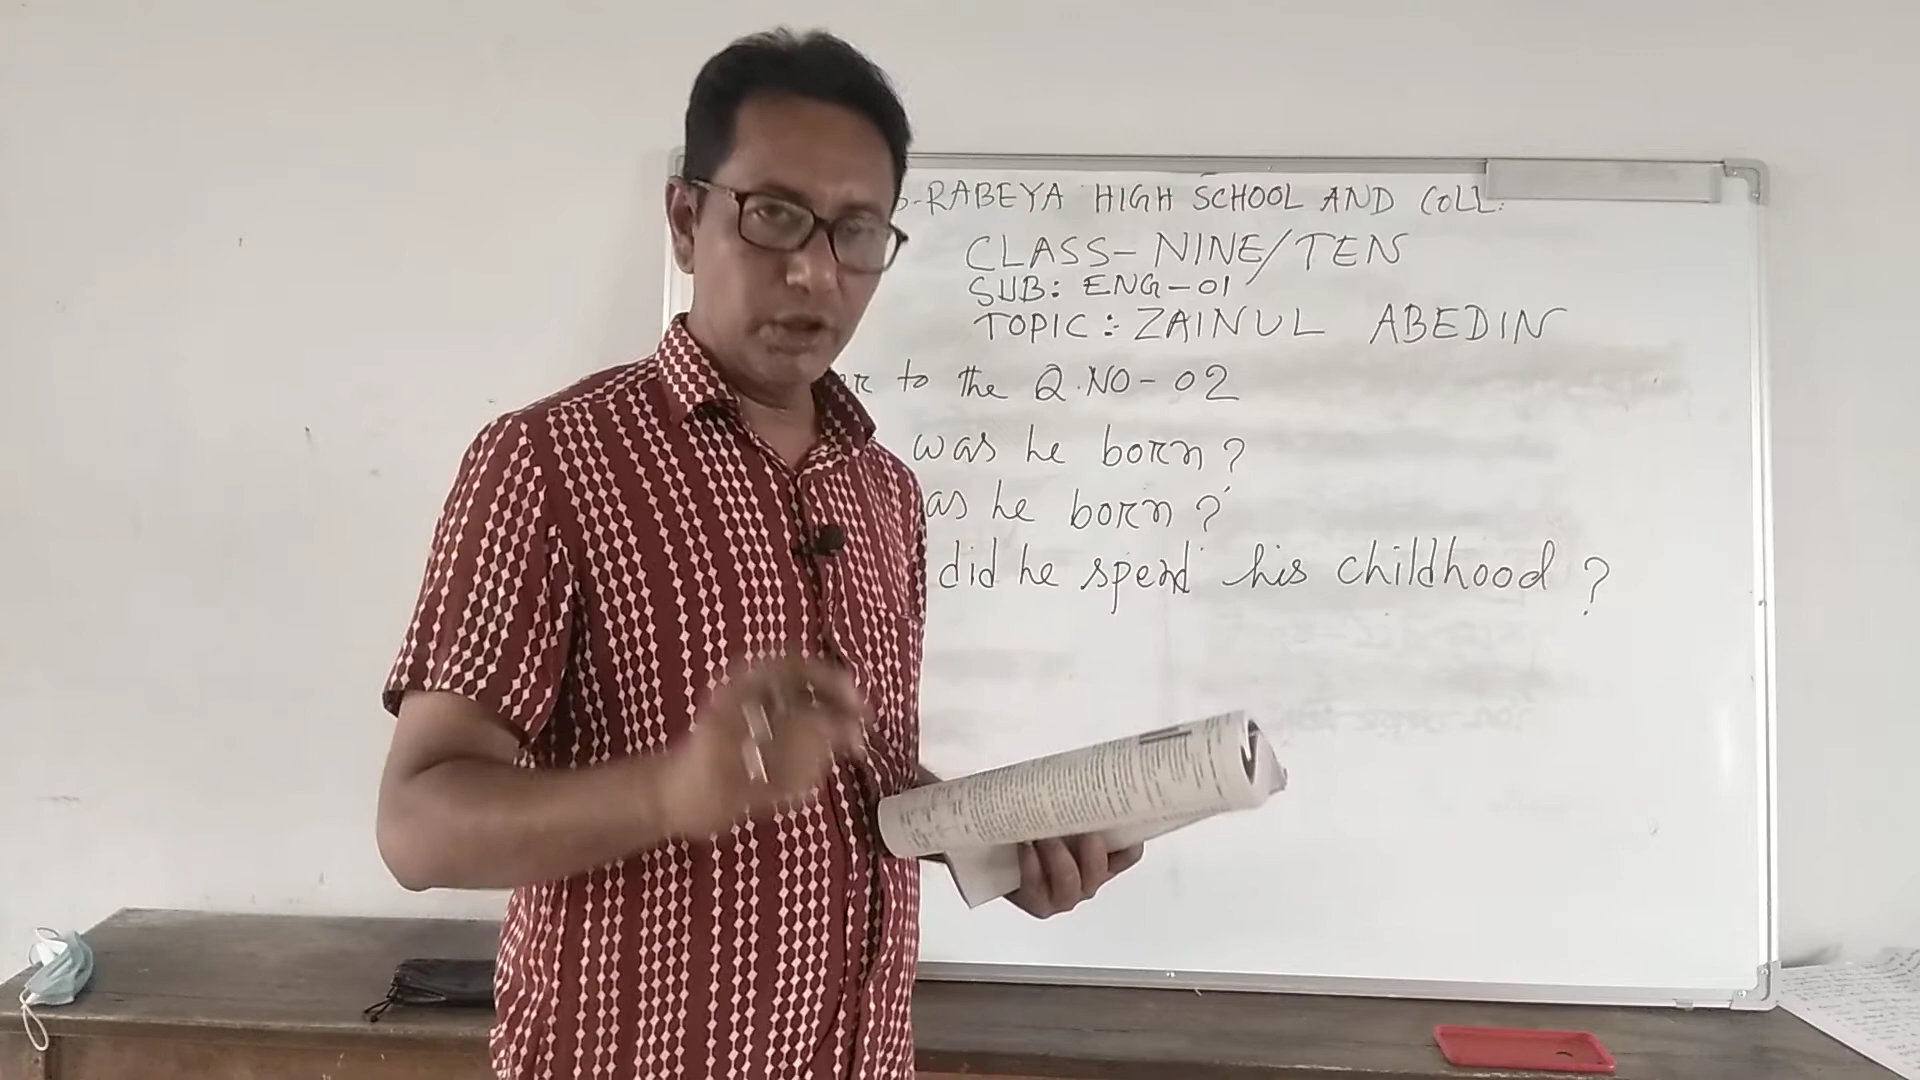 -RABEYA HIGH SCHOOL AND COLL:
CLASS- NINE/TEN
SUB: ENG-01
TOPIC: ZAINUL ABEDIN
to the Q.NO-02
was he born?
as he born?
did he spend his childhood?